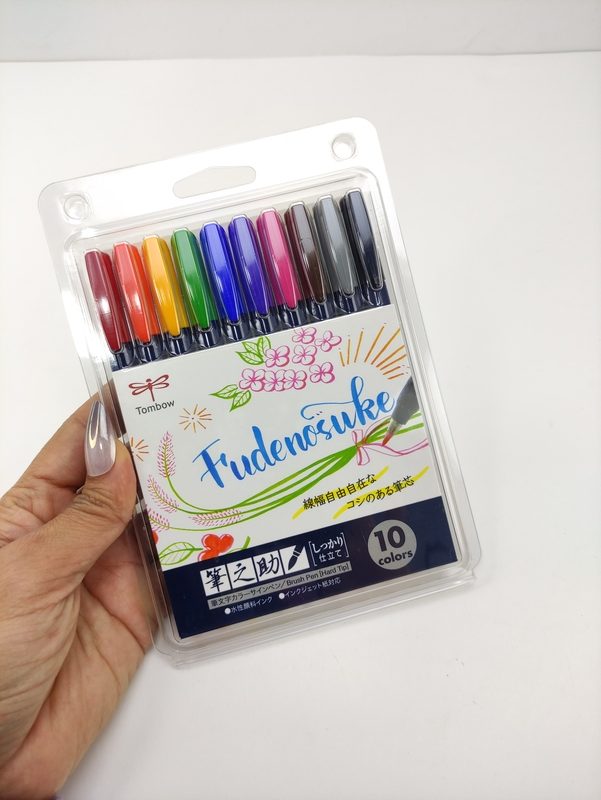 Tombow
Fudenosuke
線幅自由自在な
コシのある筆芯
10
colors
筆之助
しっかり
仕立て
筆文字カラーサインペン/Brush Pen [Hard Tip]
●水性顔料インク ●インクジェット紙対応